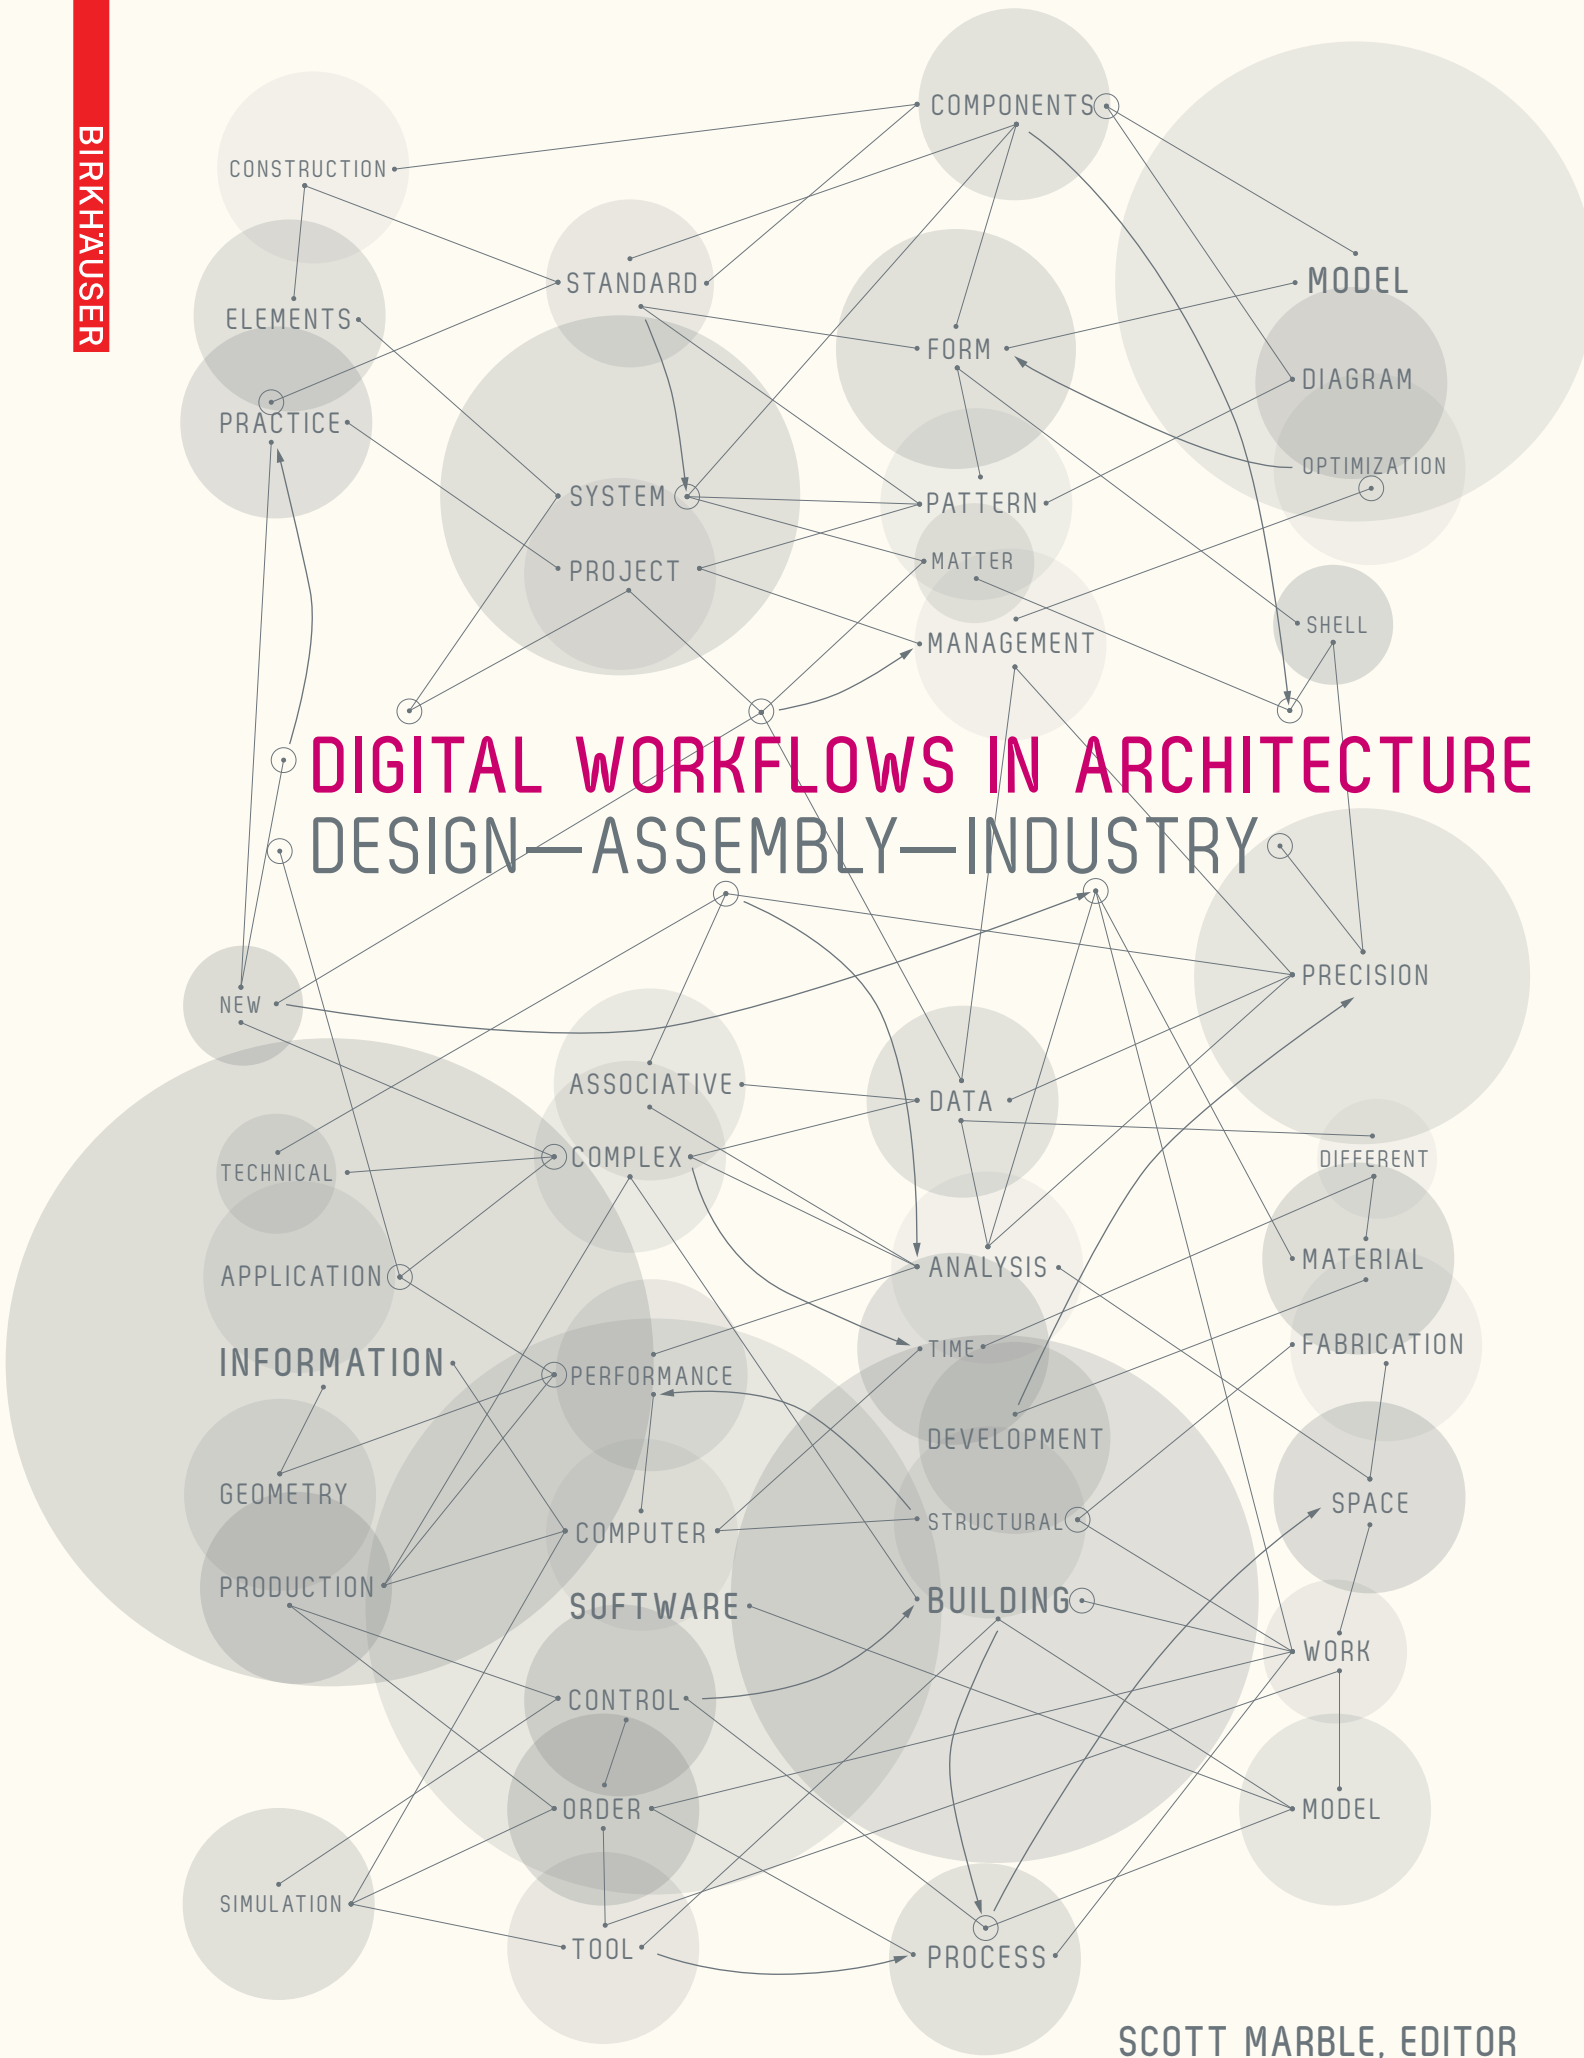 BIRKHÄUSER
COMPONENTS
CONSTRUCTION
STANDARD
MODEL
ELEMENTS
FORM
DIAGRAM
PRACTICE
OPTIMIZATION
SYSTEM
PATTERN
MATTER
PROJECT
SHELL
MANAGEMENT
DIGITAL WORKFLOWS IN ARCHITECTURE
DESIGN—ASSEMBLY—INDUSTRY
PRECISION
NEW
ASSOCIATIVE
DATA
COMPLEX
DIFFERENT
TECHNICAL
MATERIAL
ANALYSIS
APPLICATION
FABRICATION
TIME
INFORMATION
PERFORMANCE
DEVELOPMENT
GEOMETRY
SPACE
STRUCTURAL
COMPUTER
PRODUCTION
BUILDING
SOFTWARE
WORK
CONTROL
ORDER
MODEL
SIMULATION
TOOL
PROCESS
SCOTT MARBLE, EDITOR